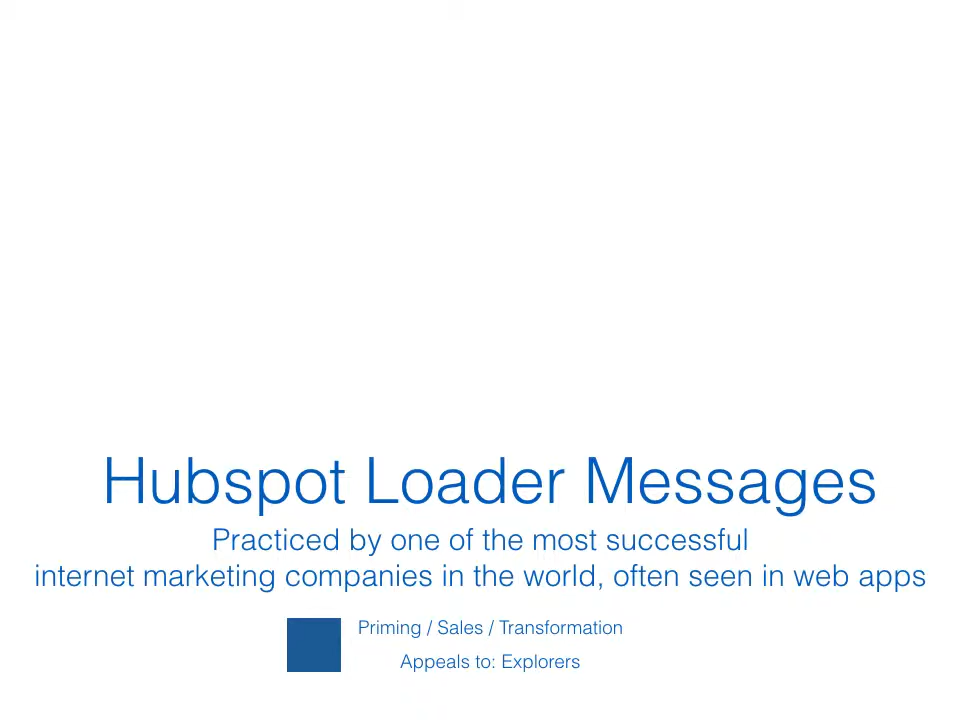 Hubspot Loader Messages
Practiced by one of the most successful
internet marketing companies in the world, often seen in web apps
Priming / Sales / Transformation
Appeals to: Explorers